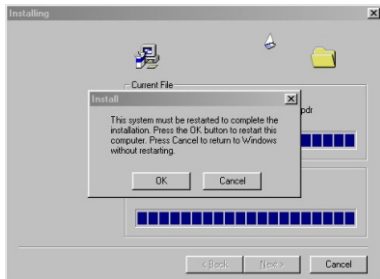 Installing
Current File
Install
pdr
This system must be restarted to complete the
installation. Press the OK button to restart this
computer. Press Cancel to return to Windows
without restarting.
OK
Cancel
< Back
Next >
Cancel